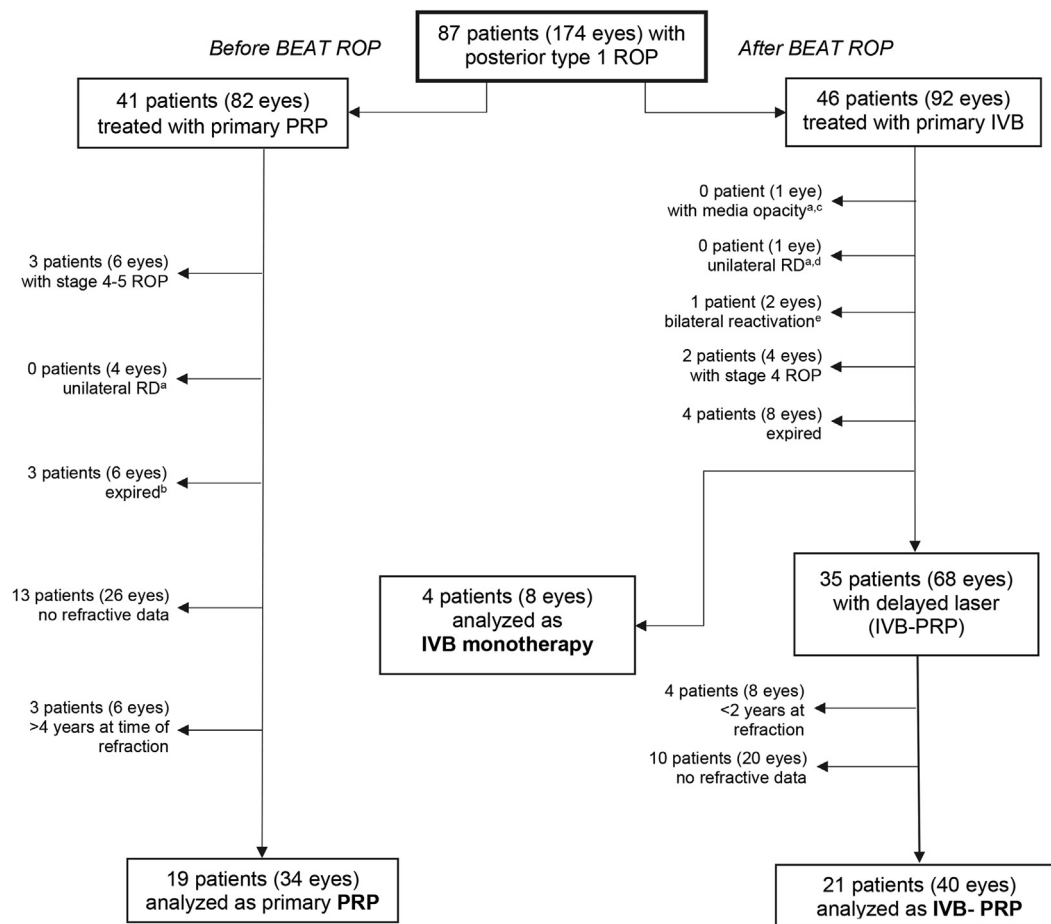 Before BEAT ROP
87 patients (174 eyes) with
posterior type 1 ROP
After BEAT ROP
41 patients (82 eyes)
treated with primary PRP
46 patients (92 eyes)
treated with primary IVB
3 patients (6 eyes)
with stage 4-5 ROP
0 patients (4 eyes)
unilateral RDᵃ
3 patients (6 eyes)
expiredᵇ
13 patients (26 eyes)
no refractive data
3 patients (6 eyes)
>4 years at time of
refraction
19 patients (34 eyes)
analyzed as primary PRP
0 patient (1 eye)
with media opacityᵃ,ᶜ
0 patient (1 eye)
unilateral RDᵃ,ᵈ
1 patient (2 eyes)
bilateral reactivationᵉ
2 patients (4 eyes)
with stage 4 ROP
4 patients (8 eyes)
expired
4 patients (8 eyes)
analyzed as
IVB monotherapy
35 patients (68 eyes)
with delayed laser
(IVB-PRP)
4 patients (8 eyes)
<2 years at
refraction
10 patients (20 eyes)
no refractive data
21 patients (40 eyes)
analyzed as IVB- PRP